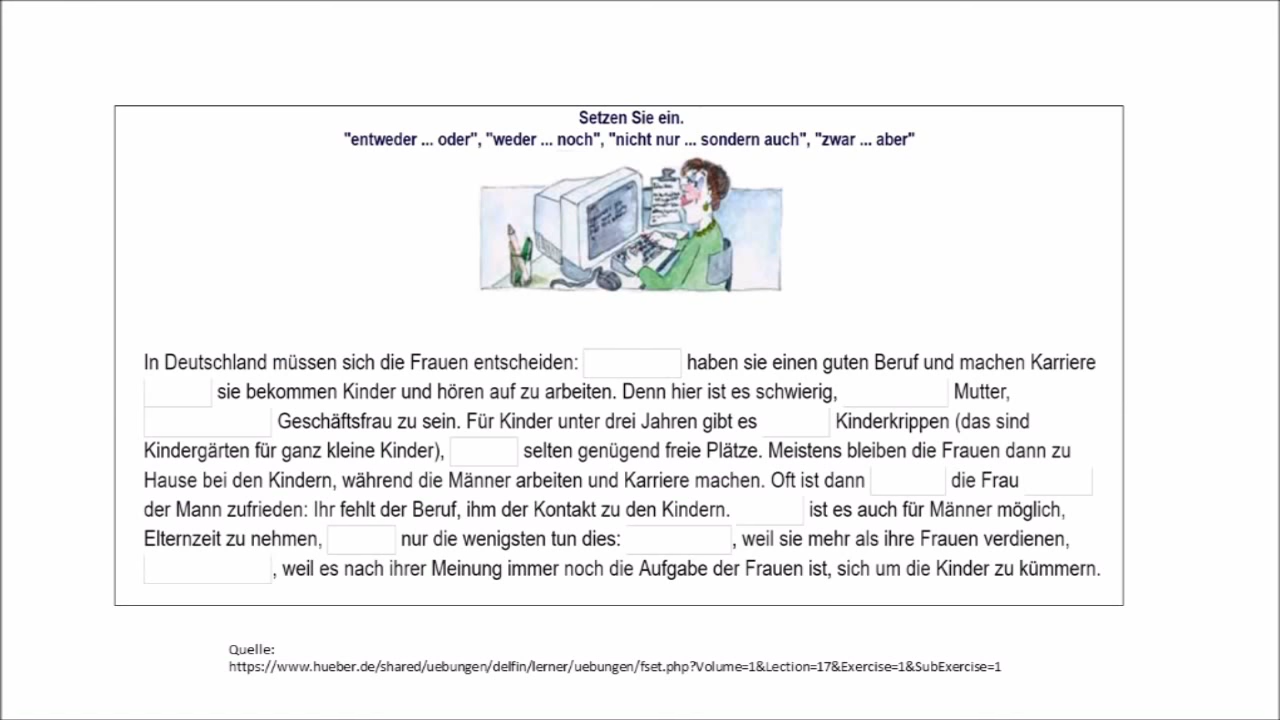 Setzen Sie ein.
"entweder ... oder", "weder ... noch", "nicht nur ... sondern auch", "zwar ... aber"
In Deutschland müssen sich die Frauen entscheiden: haben sie einen guten Beruf und machen Karriere
sie bekommen Kinder und hören auf zu arbeiten. Denn hier ist es schwierig, Mutter,
Geschäftsfrau zu sein. Für Kinder unter drei Jahren gibt es Kinderkrippen (das sind
Kindergärten für ganz kleine Kinder), selten genügend freie Plätze. Meistens bleiben die Frauen dann zu
Hause bei den Kindern, während die Männer arbeiten und Karriere machen. Oft ist dann die Frau
der Mann zufrieden: Ihr fehlt der Beruf, ihm der Kontakt zu den Kindern. ist es auch für Männer möglich,
Elternzeit zu nehmen, nur die wenigsten tun dies: , weil sie mehr als ihre Frauen verdienen,
, weil es nach ihrer Meinung immer noch die Aufgabe der Frauen ist, sich um die Kinder zu kümmern.
Quelle:
https://www.hueber.de/shared/uebungen/delfin/lerner/uebungen/fset.php?Volume=1&Lection=17&Exercise=1&SubExercise=1